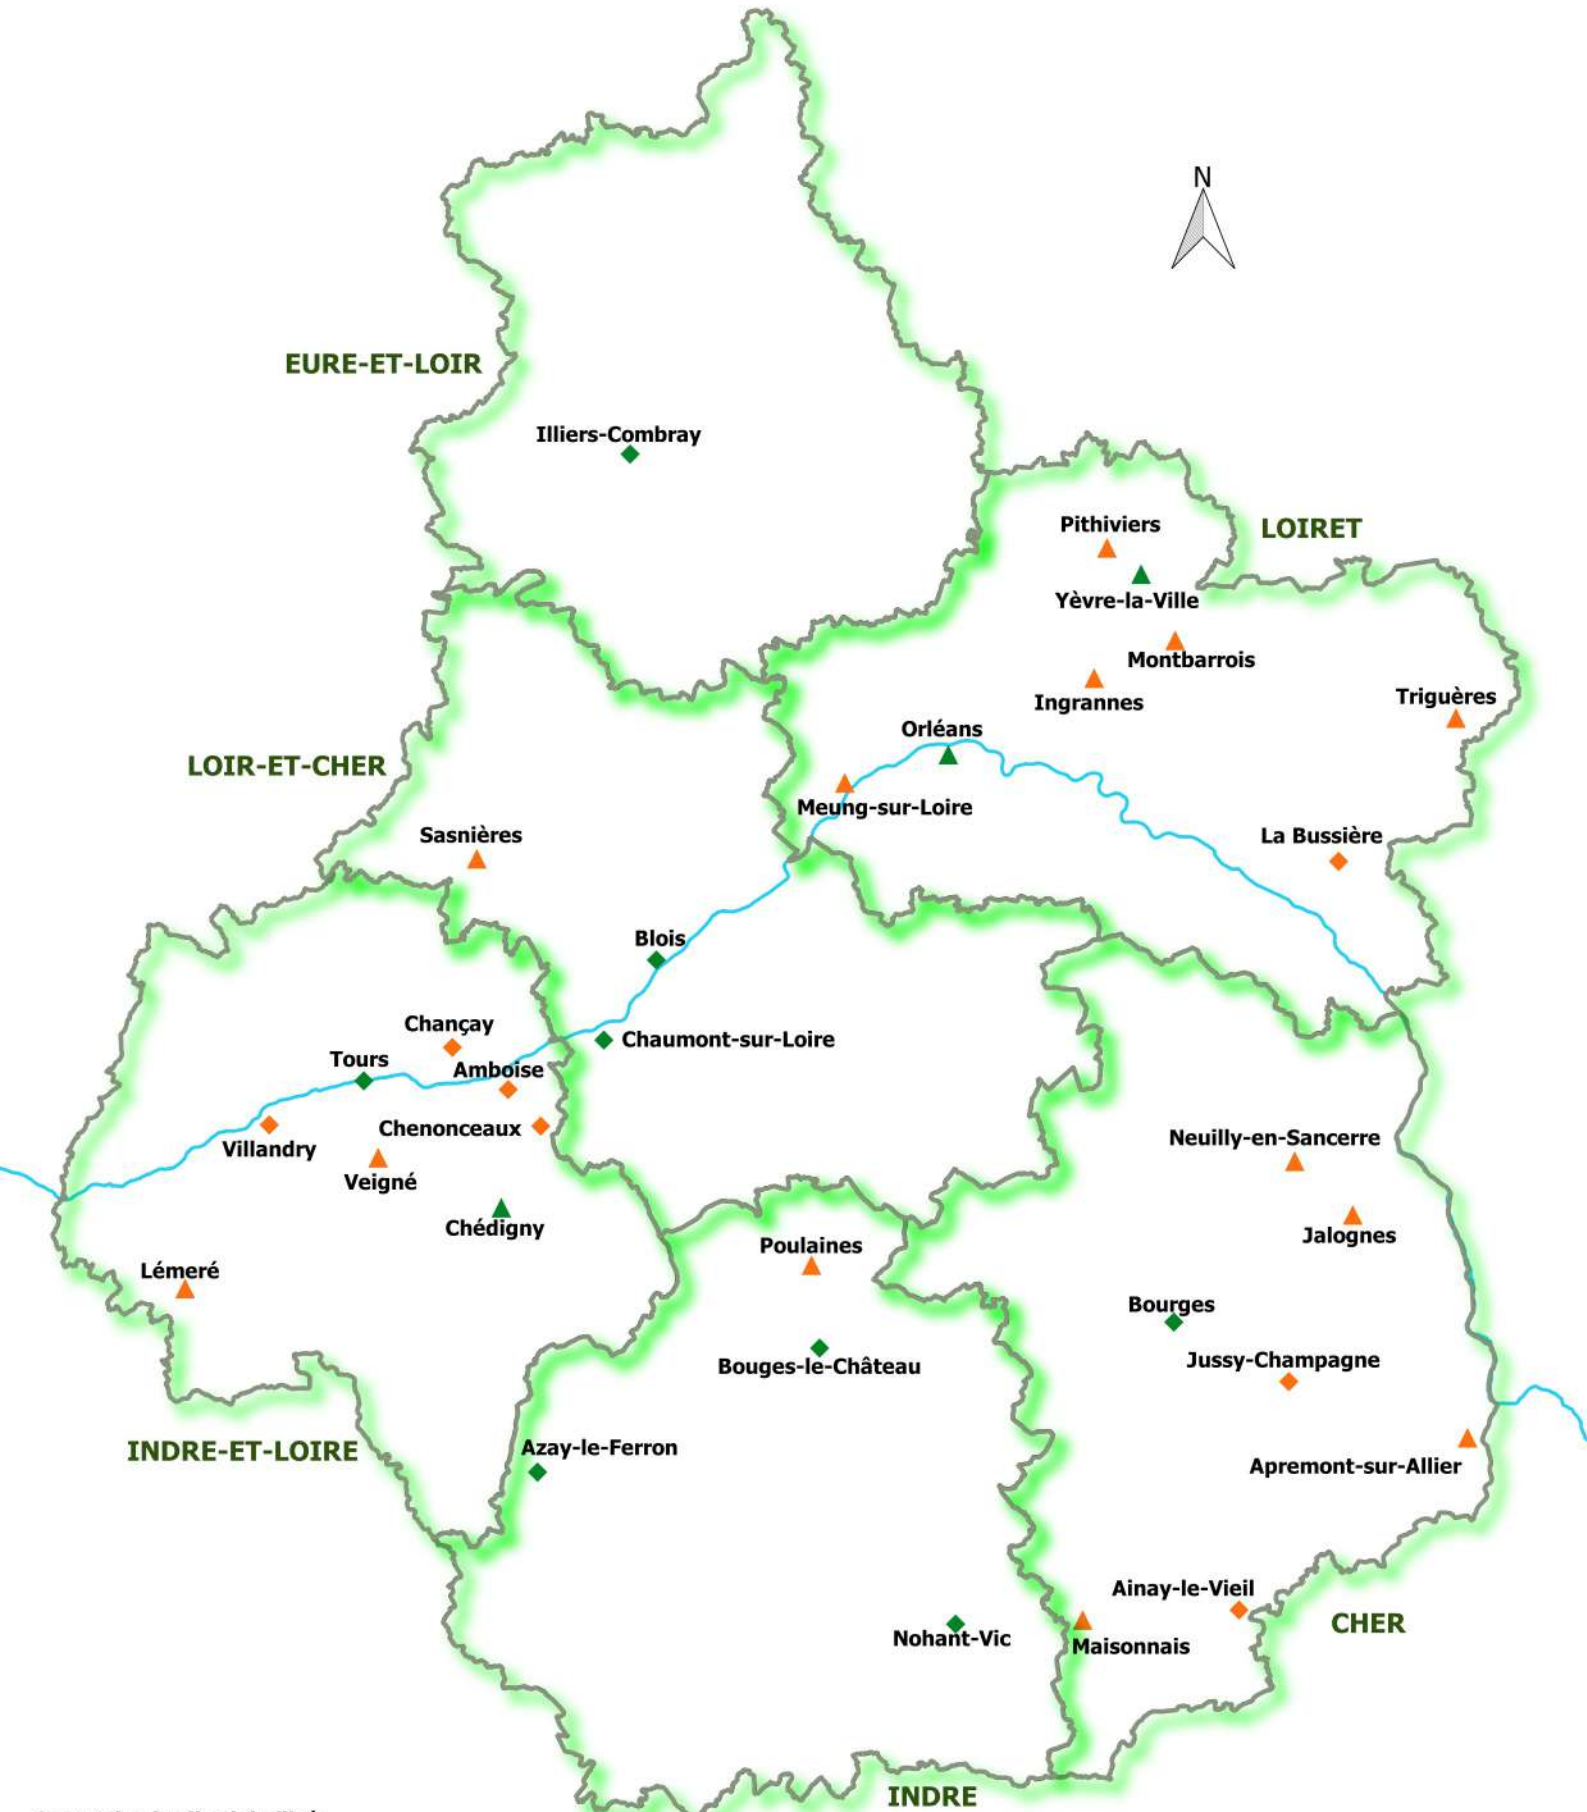 N
EURE-ET-LOIR
Illiers-Combray
Pithiviers
LOIRET
Yèvre-la-Ville
Montbarrois
Ingrannes
Triguères
Orléans
LOIR-ET-CHER
Meung-sur-Loire
Sasnières
La Bussière
Blois
Chançay
Chaumont-sur-Loire
Tours
Amboise
Chenonceaux
Villandry
Neuilly-en-Sancerre
Veigné
Chédigny
Jalognes
Poulaines
Lémeré
Bourges
Jussy-Champagne
Bouges-le-Château
INDRE-ET-LOIRE
Azay-le-Ferron
Apremont-sur-Allier
Ainay-le-Vieil
CHER
Nohant-Vic
Maisonnais
INDRE